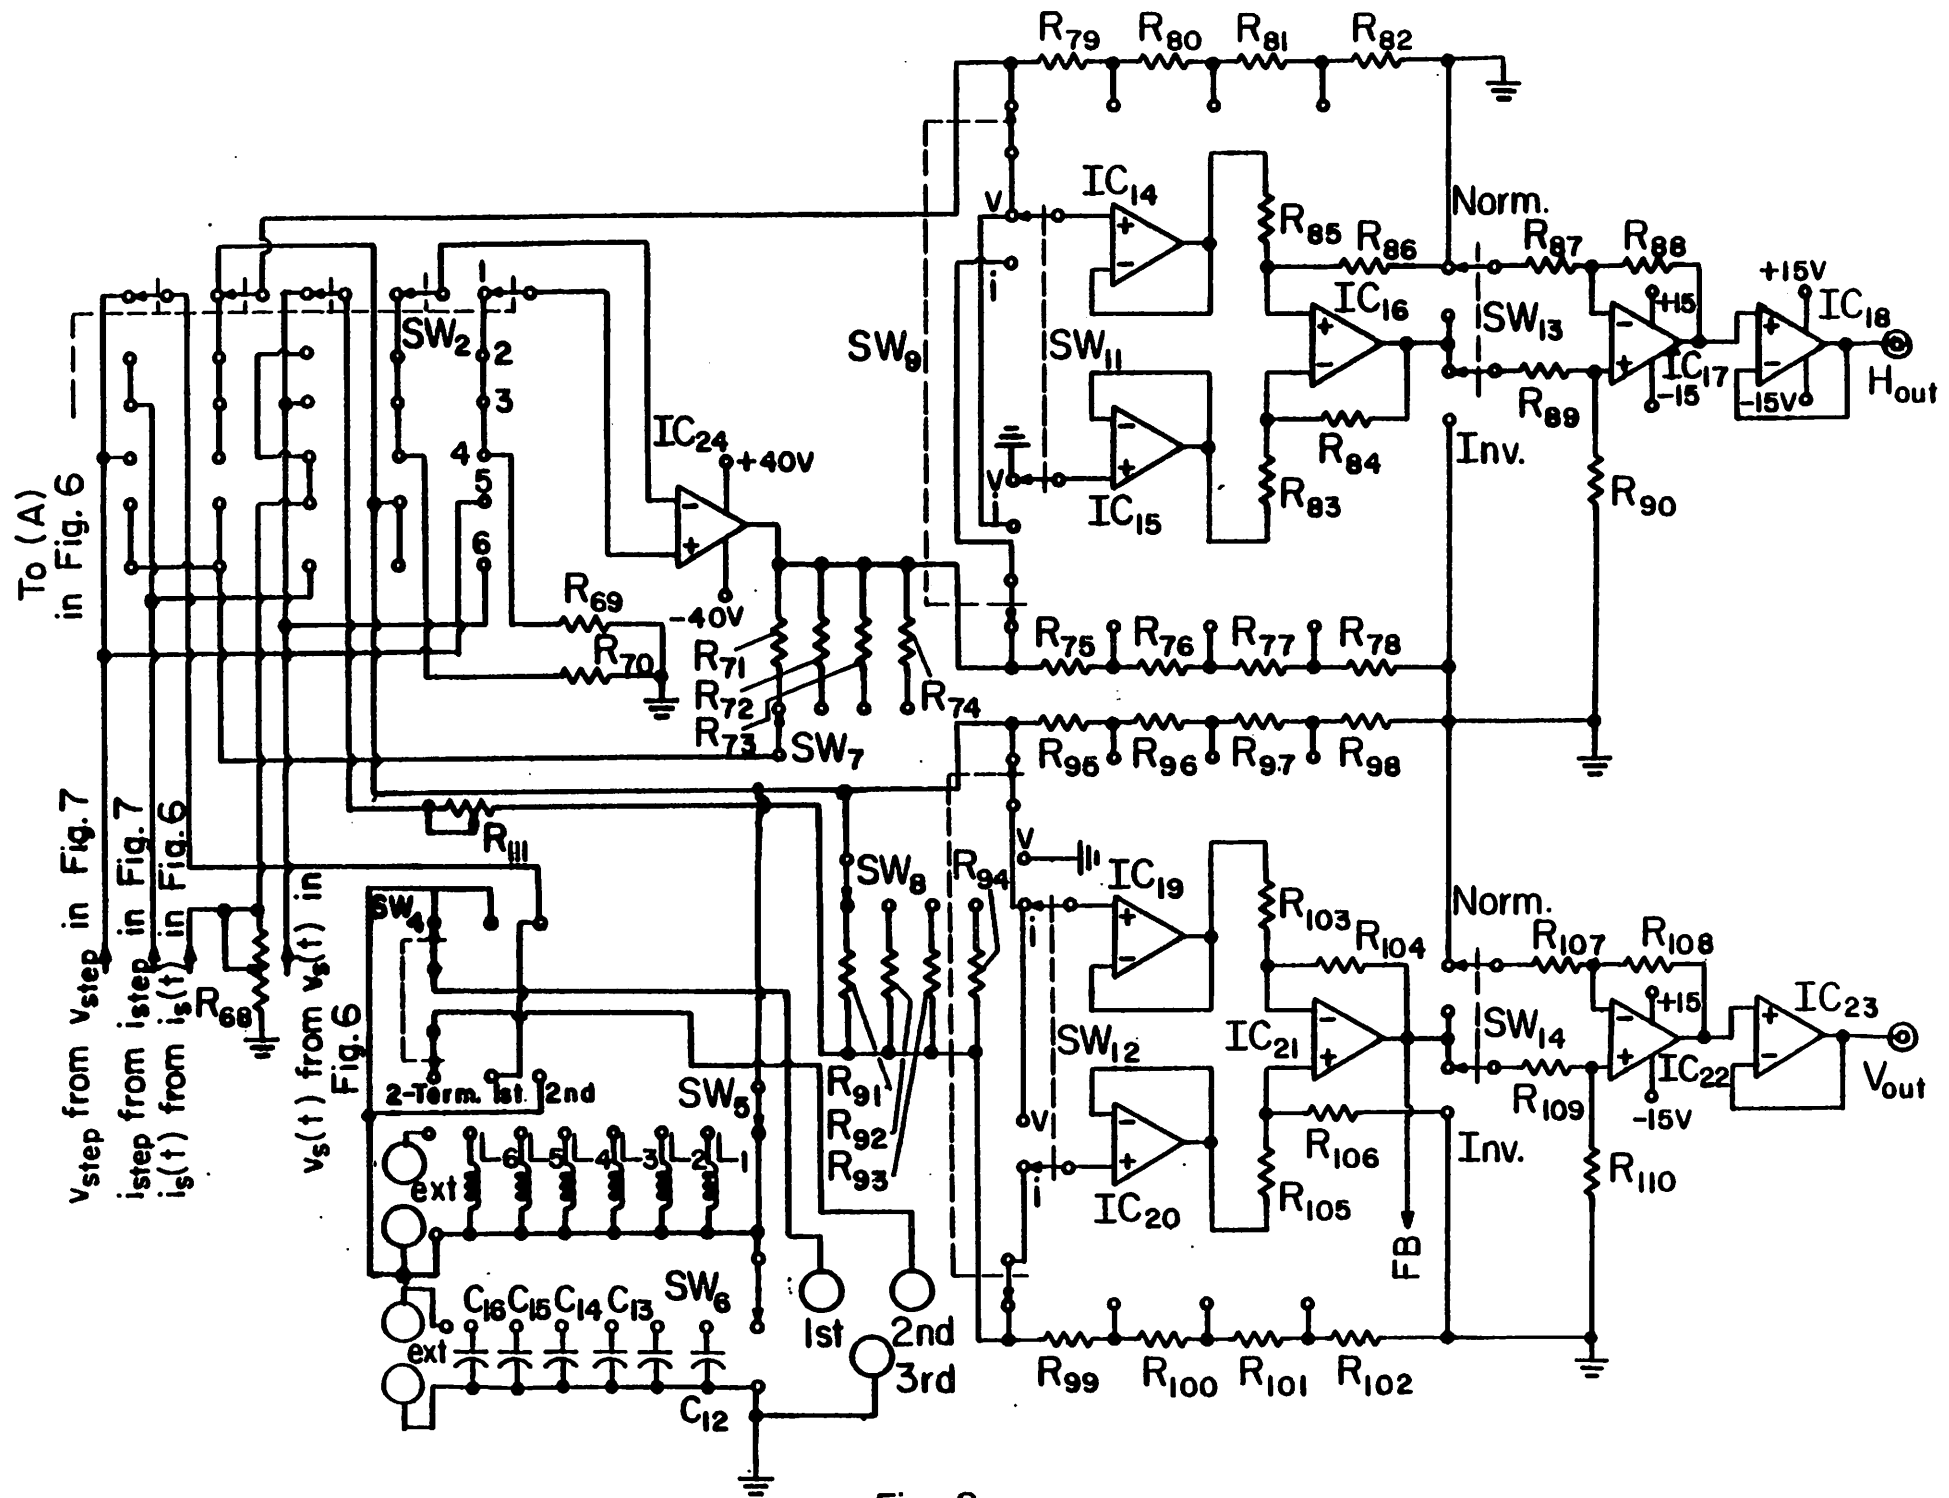 R79 R80 R81 R82
V
IC14
+
-
i
R85
R86
Norm.
R87 R88
+15V
IC18
+15
IC16
SW13
-
+
IC17
-15
+
-
-15V
Hout
SW9
SW11
+
-
R84
R89
Inv.
R83
R90
V
i
-
+
IC15
1
SW2
2
3
4
5
6
To (A)
in Fig. 6
IC24
+40V
-
+
-40V
R69
R70
R71
R72
R73
R74
SW7
R75 R76 R77 R78
R95 R96 R97 R98
vstep from vstep in Fig. 7
istep from istep in Fig. 7
is(t) from is(t) in Fig. 6
vs(t) from vs(t) in
Fig. 6
R68
R111
SW4
2-Term. 1st 2nd
SW8
R94
R91
R92
R93
SW5
ext
L6 L5 L4 L3 L2 L1
SW6
C16 C15 C14 C13
ext
C12
1st
2nd
3rd
V
IC19
+
-
i
R103
R104
Norm.
R107 R108
+15
IC23
SW12
IC21
-
+
SW14
-
+
IC22
-15V
+
-
Vout
R109
V
i
-
+
IC20
R106
R105
Inv.
R110
FB
R99 R100 R101 R102